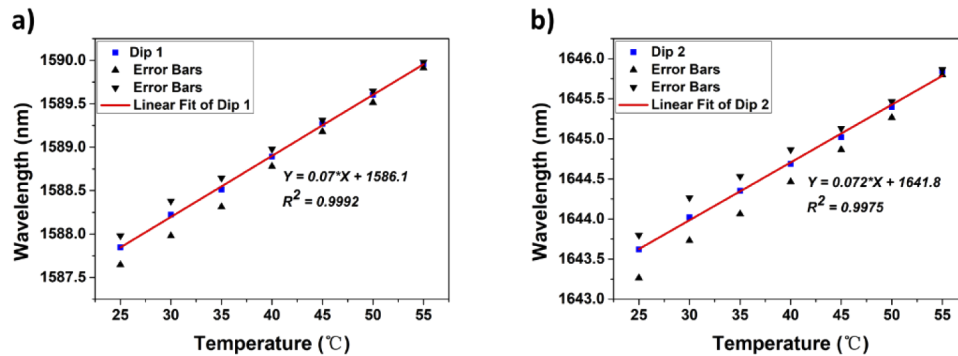 a)
Dip 1
Error Bars
Error Bars
Linear Fit of Dip 1
1590.0
1589.5
1589.0
1588.5
1588.0
1587.5
Wavelength (nm)
Y = 0.07*X + 1586.1
R² = 0.9992
25 30 35 40 45 50 55
Temperature (℃)
b)
Dip 2
Error Bars
Error Bars
Linear Fit of Dip 2
1646.0
1645.5
1645.0
1644.5
1644.0
1643.5
1643.0
Wavelength (nm)
Y = 0.072*X + 1641.8
R² = 0.9975
25 30 35 40 45 50 55
Temperature (℃)